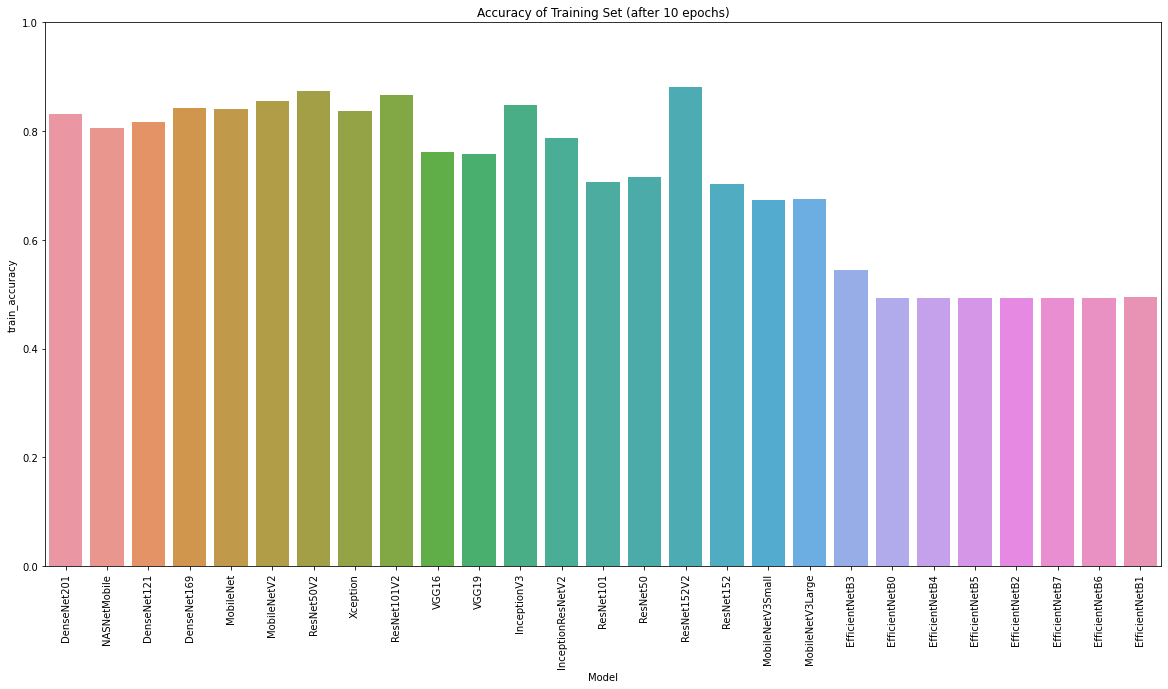 Accuracy of Training Set (after 10 epochs)
1.0
0.8
0.6
0.4
0.2
0.0
train_accuracy
DenseNet201
NASNetMobile
DenseNet121
DenseNet169
MobileNet
MobileNetV2
ResNet50V2
Xception
ResNet101V2
VGG16
VGG19
InceptionV3
InceptionResNetV2
ResNet101
ResNet50
ResNet152V2
ResNet152
MobileNetV3Small
MobileNetV3Large
EfficientNetB3
EfficientNetB0
EfficientNetB4
EfficientNetB5
EfficientNetB2
EfficientNetB7
EfficientNetB6
EfficientNetB1
Model